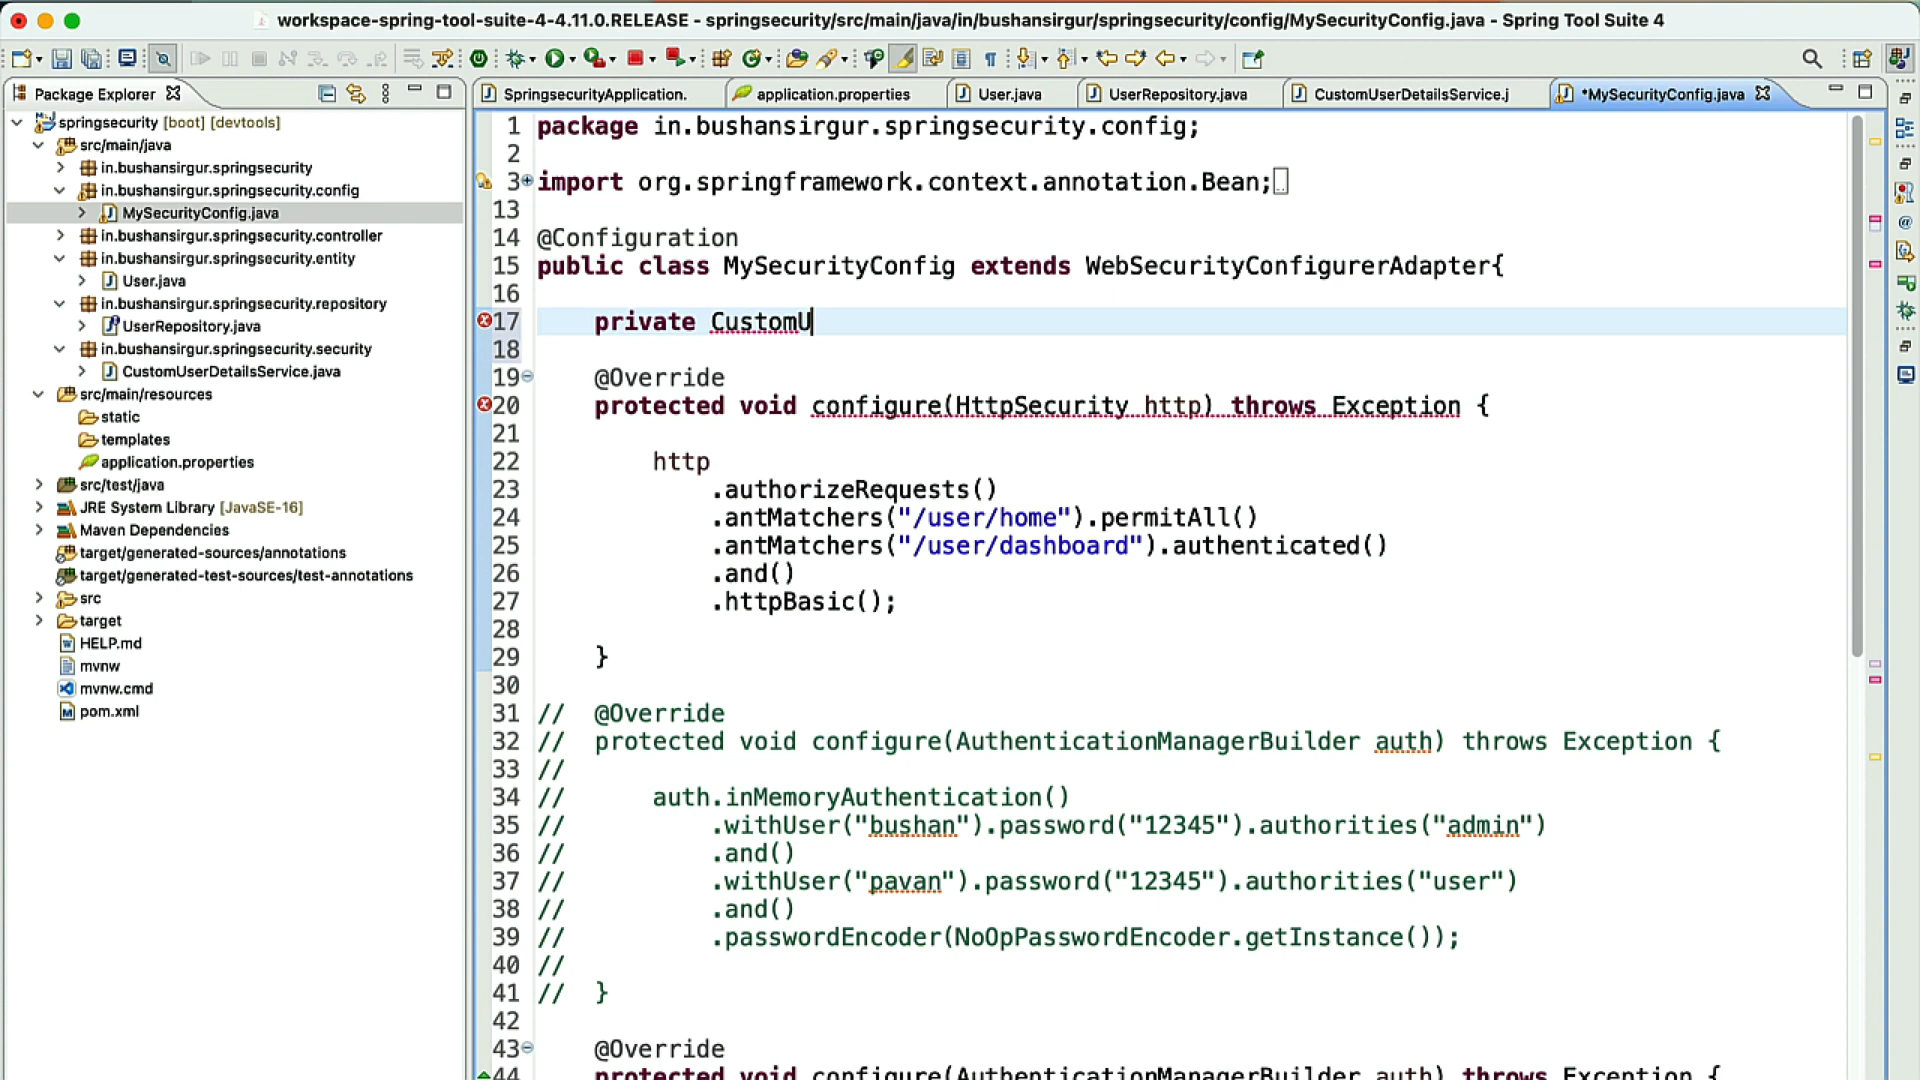 workspace-spring-tool-suite-4-4.11.0.RELEASE - springsecurity/src/main/java/in/bushansirgur/springsecurity/config/MySecurityConfig.java - Spring Tool Suite 4
Package Explorer
springsecurity [boot] [devtools]
src/main/java
in.bushansirgur.springsecurity
in.bushansirgur.springsecurity.config
MySecurityConfig.java
in.bushansirgur.springsecurity.controller
in.bushansirgur.springsecurity.entity
User.java
in.bushansirgur.springsecurity.repository
UserRepository.java
in.bushansirgur.springsecurity.security
CustomUserDetailsService.java
src/main/resources
static
templates
application.properties
src/test/java
JRE System Library [JavaSE-16]
Maven Dependencies
target/generated-sources/annotations
target/generated-test-sources/test-annotations
src
target
HELP.md
mvnw
mvnw.cmd
pom.xml
SpringsecurityApplication.
application.properties
User.java
UserRepository.java
CustomUserDetailsService.j
*MySecurityConfig.java
1 package in.bushansirgur.springsecurity.config;
2
3 import org.springframework.context.annotation.Bean;
13
14 @Configuration
15 public class MySecurityConfig extends WebSecurityConfigurerAdapter{
16
17 private CustomU
18
19 @Override
20 protected void configure(HttpSecurity http) throws Exception {
21
22 http
23 .authorizeRequests()
24 .antMatchers("/user/home").permitAll()
25 .antMatchers("/user/dashboard").authenticated()
26 .and()
27 .httpBasic();
28
29 }
30
31 // @Override
32 // protected void configure(AuthenticationManagerBuilder auth) throws Exception {
33 //
34 // auth.inMemoryAuthentication()
35 // .withUser("bushan").password("12345").authorities("admin")
36 // .and()
37 // .withUser("pavan").password("12345").authorities("user")
38 // .and()
39 // .passwordEncoder(NoOpPasswordEncoder.getInstance());
40 //
41 // }
42
43 @Override
44 protected void configure(AuthenticationManagerBuilder auth) throws Exception {